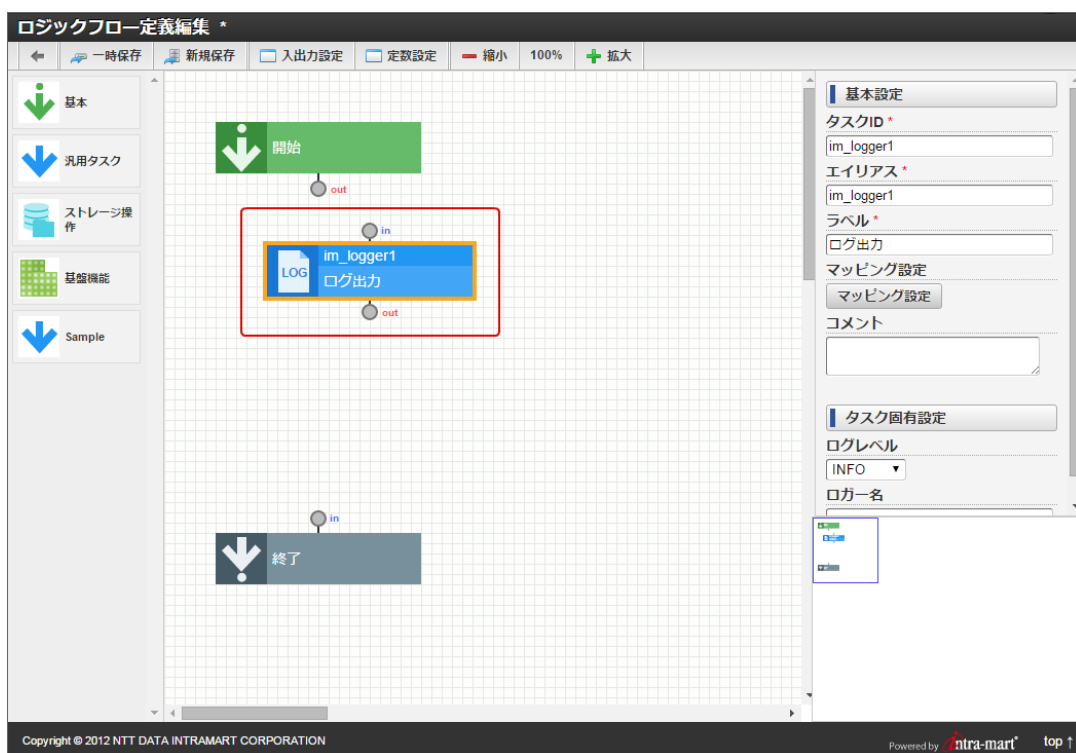 ロジックフロー定義編集 *
一時保存 新規保存 入出力設定 定数設定 縮小 100% 拡大
基本
汎用タスク
ストレージ操
作
基盤機能
Sample
開始
out
in
im_logger1
LOG
ログ出力
out
in
終了
基本設定
タスクID *
im_logger1
エイリアス *
im_logger1
ラベル *
ログ出力
マッピング設定
マッピング設定
コメント
タスク固有設定
ログレベル
INFO
ロガー名
Copyright © 2012 NTT DATA INTRAMART CORPORATION
Powered by intra-mart
top ↑